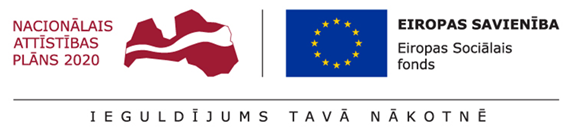 NACIONĀLAIS
ATTĪSTĪBAS
PLĀNS 2020
EIROPAS SAVIENĪBA
Eiropas Sociālais
fonds
IEGULDĪJUMS TAVĀ NĀKOTNĒ